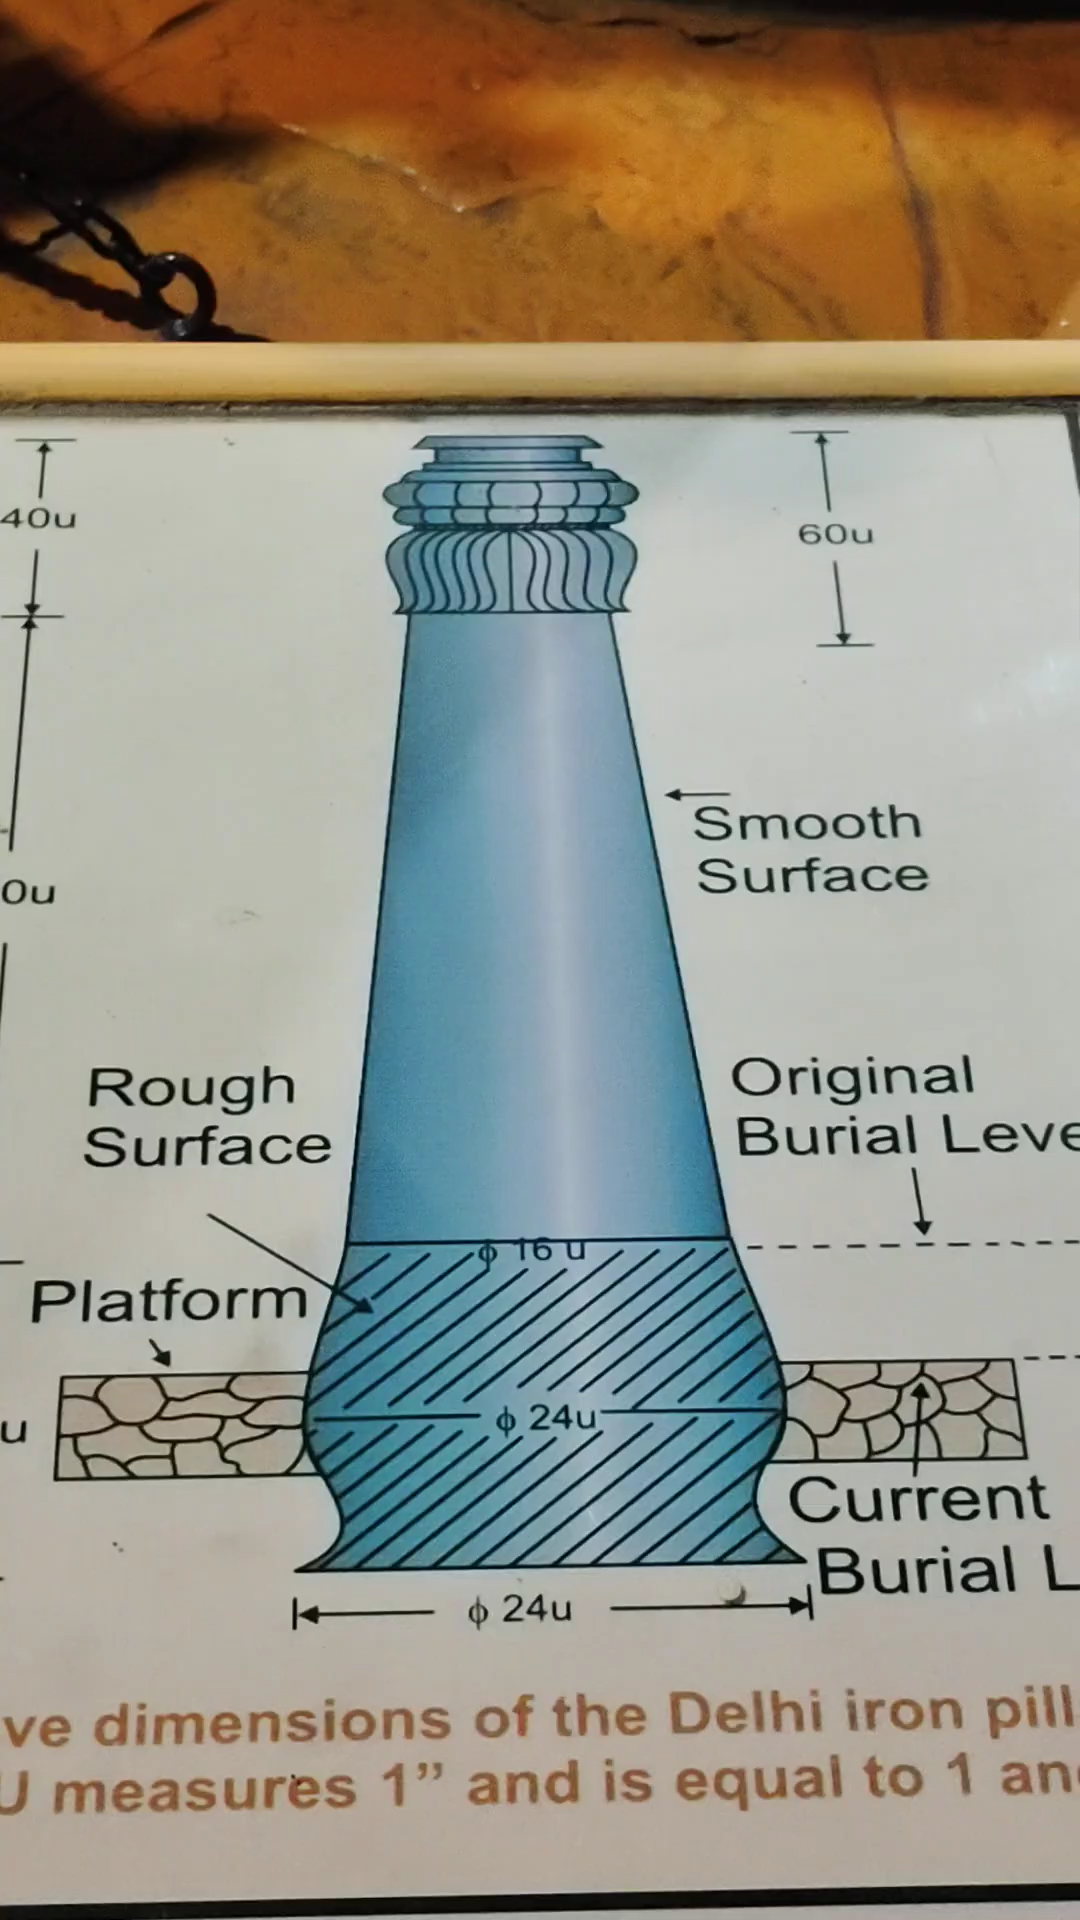 40u
60u
Smooth
Surface
0u
Rough
Surface
Original
Burial Leve
ϕ 16 u
Platform
ϕ 24u
u
Current
Burial L
ϕ 24u
ve dimensions of the Delhi iron pill
U measures 1” and is equal to 1 an